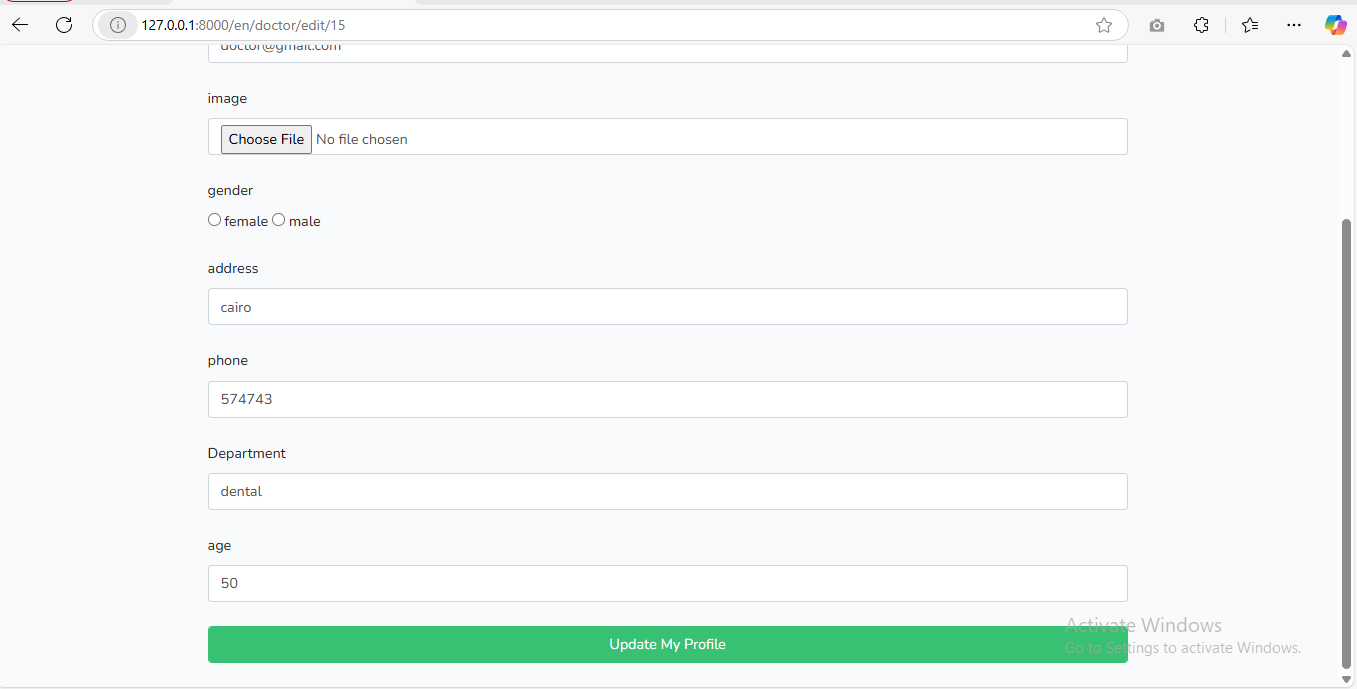 127.0.0.1:8000/en/doctor/edit/15
doctor@gmail.com
image
Choose File No file chosen
gender
female male
address
cairo
phone
574743
Department
dental
age
50
Update My Profile
Activate Windows
Go to Settings to activate Windows.